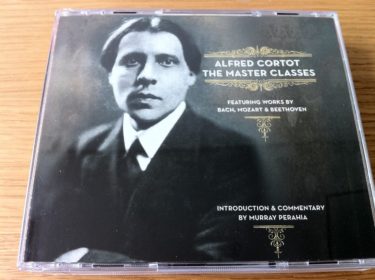 ALFRED CORTOT
THE MASTER CLASSES
FEATURING WORKS BY
BACH, MOZART & BEETHOVEN
INTRODUCTION & COMMENTARY
BY MURRAY PERAHIA